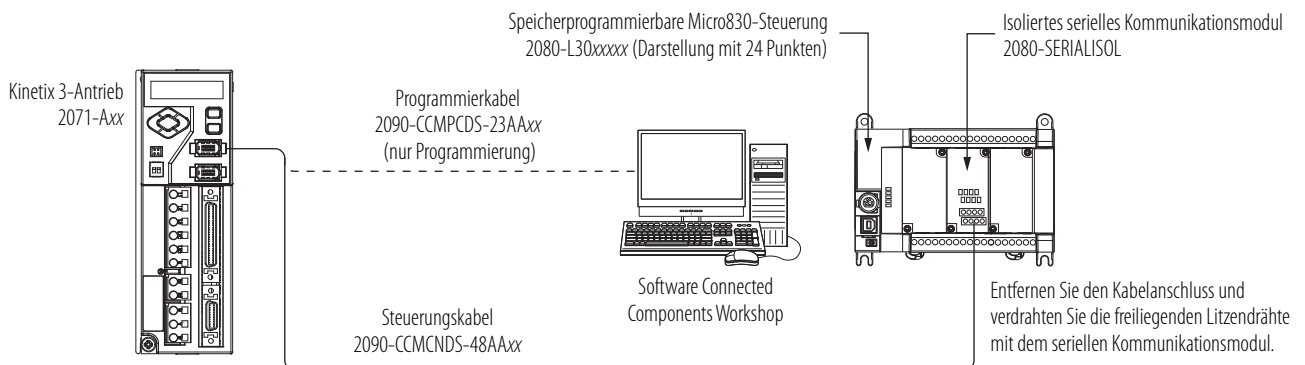 Speicherprogrammierbare Micro830-Steuerung
2080-L30xxxxx (Darstellung mit 24 Punkten)
Isoliertes serielles Kommunikationsmodul
2080-SERIALISOL
Kinetix 3-Antrieb
2071-Axx
Programmierkabel
2090-CCMPCDS-23AAxx
(nur Programmierung)
Software Connected
Components Workshop
Steuerungskabel
2090-CCMCNDS-48AAxx
Entfernen Sie den Kabelanschluss und
verdrahten Sie die freiliegenden Litzendrähte
mit dem seriellen Kommunikationsmodul.